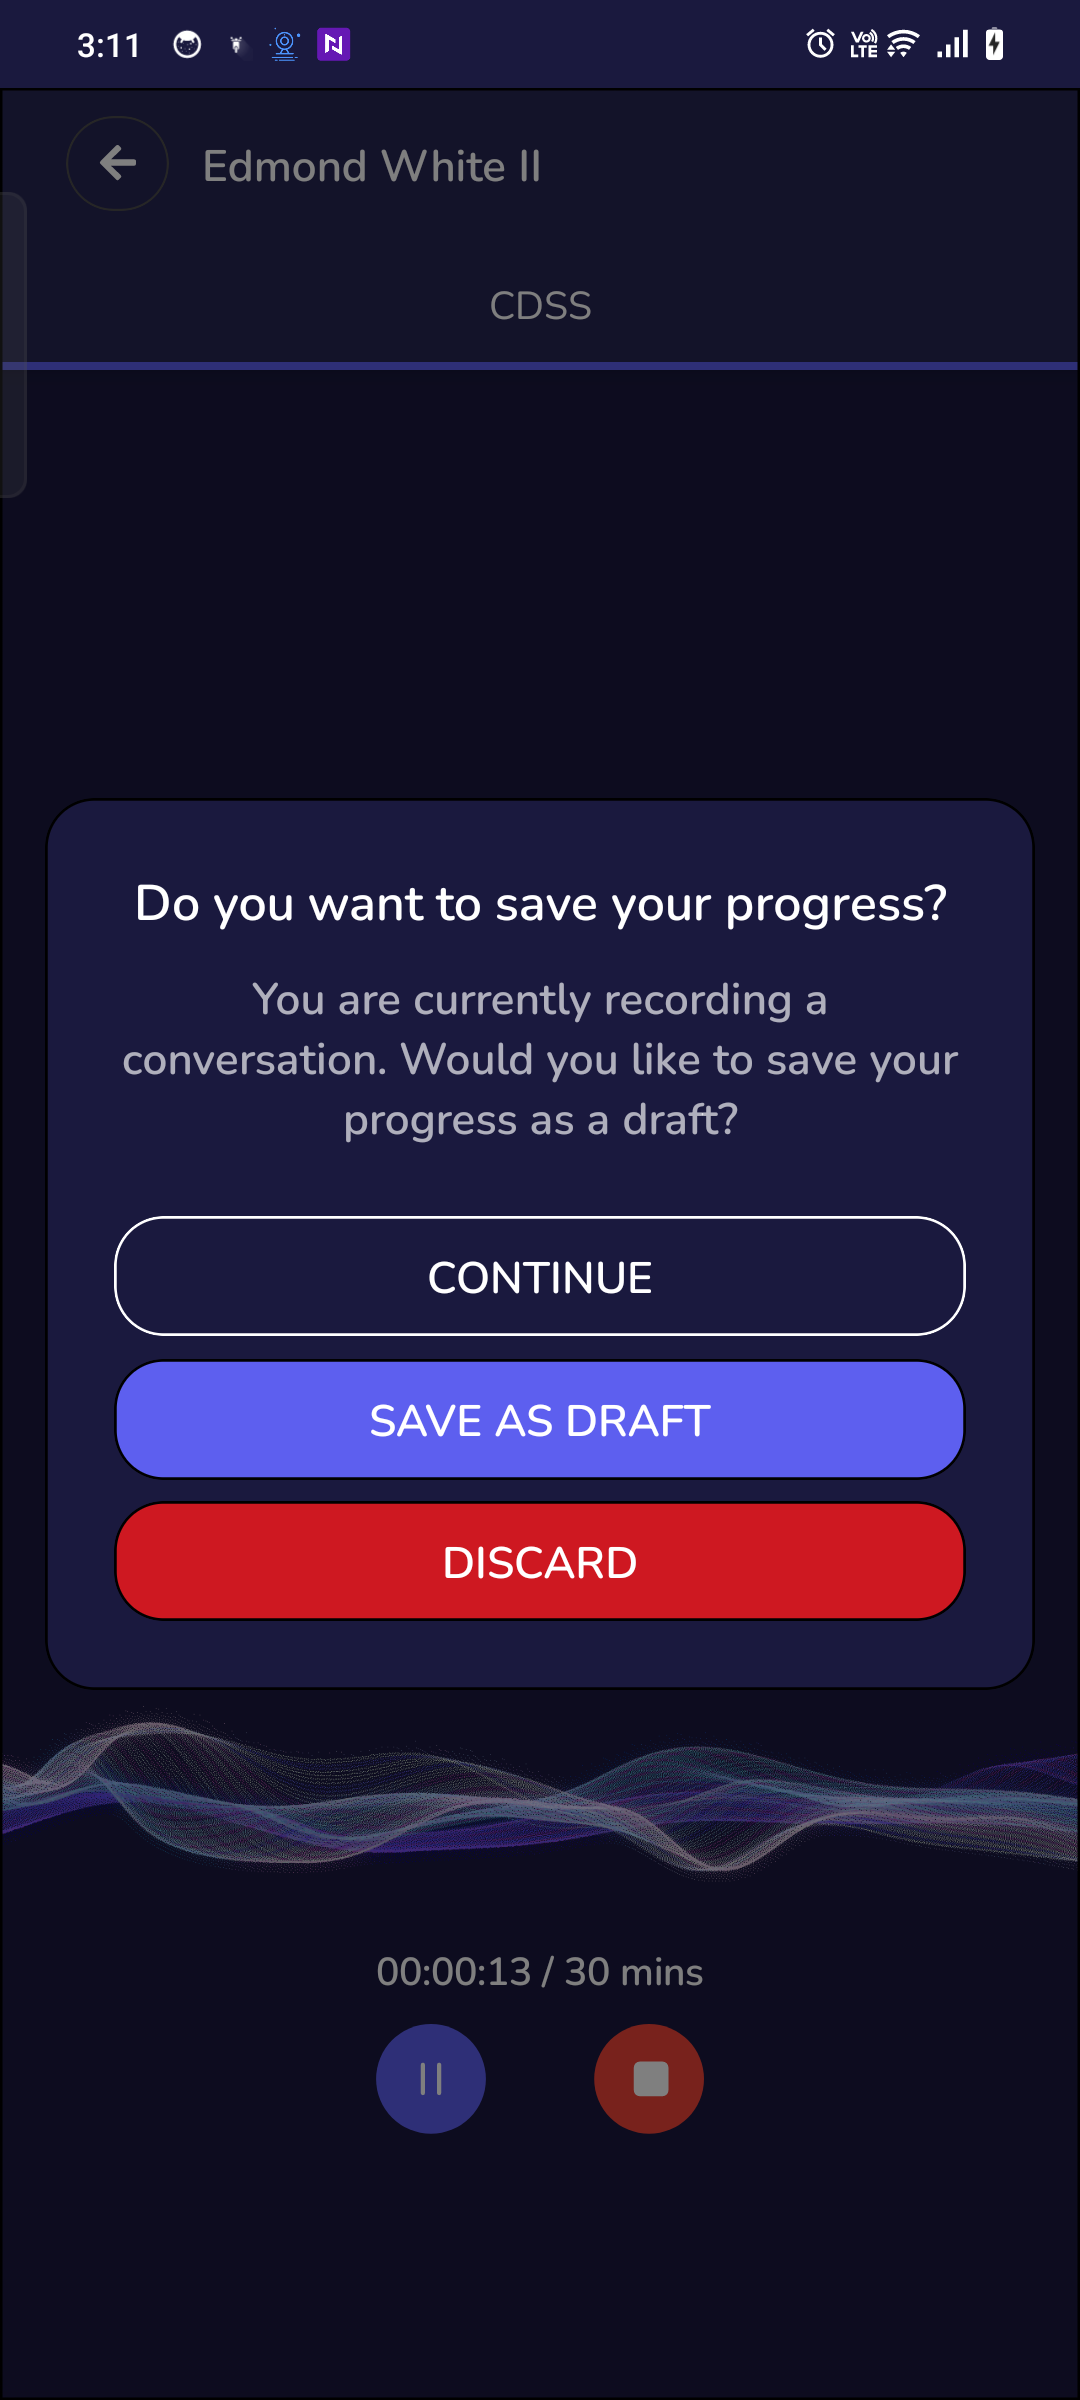 3:11
N
Vo)) LTE
Edmond White II
CDSS
Do you want to save your progress?
You are currently recording a
conversation. Would you like to save your
progress as a draft?
CONTINUE
SAVE AS DRAFT
DISCARD
00:00:13 / 30 mins